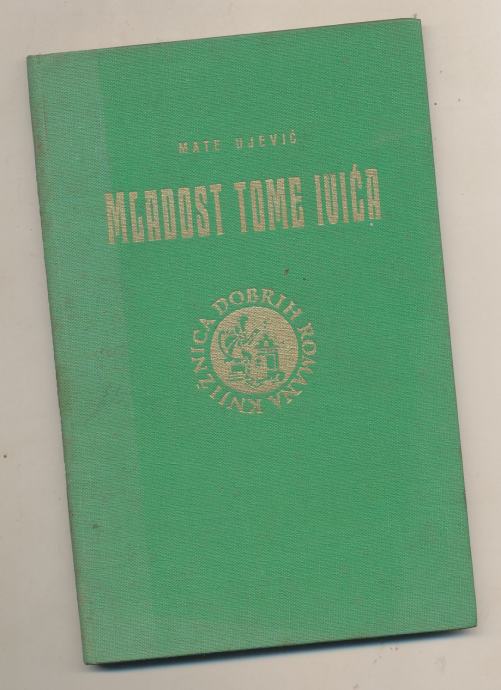 MATE UJEVIĆ
MLADOST TOME IVIĆA
KNJIŽNICA DOBRIH ROMANA